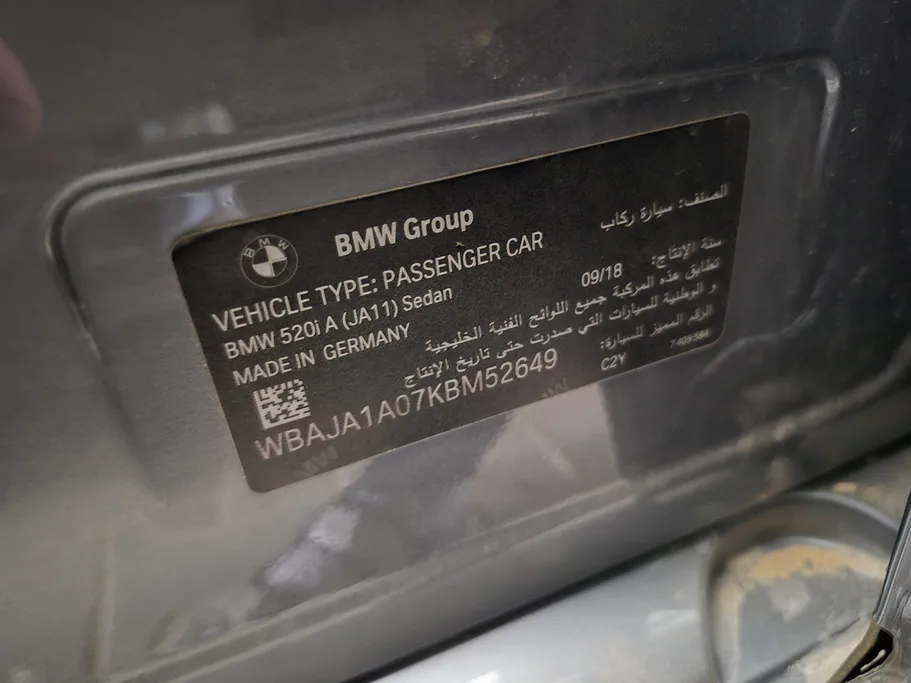 BMW
BMW Group
VEHICLE TYPE: PASSENGER CAR
الصنف: سيارة ركاب
BMW 520i A (JA11) Sedan
سنة الإنتاج: 09/18
MADE IN GERMANY
تطابق هذه المركبة جميع اللوائح الفنية الخليجية
و الوطنية للسيارات التي صدرت حتى تاريخ الإنتاج
الرقم المميز للسيارة:
WBAJA1A07KBM52649
C2Y